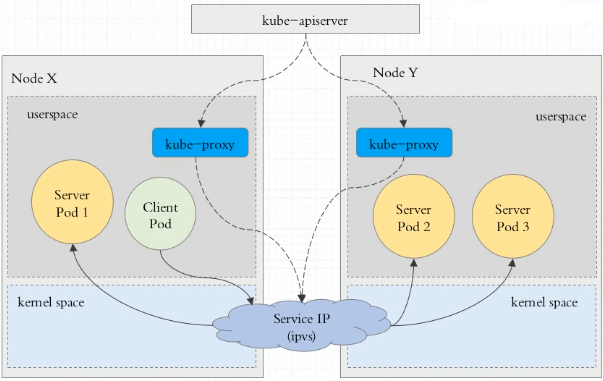 kube-apiserver
Node X
Node Y
userspace
userspace
kube-proxy
kube-proxy
Server
Pod 1
Client
Pod
Server
Pod 2
Server
Pod 3
kernel space
kernel space
Service IP
(ipvs)